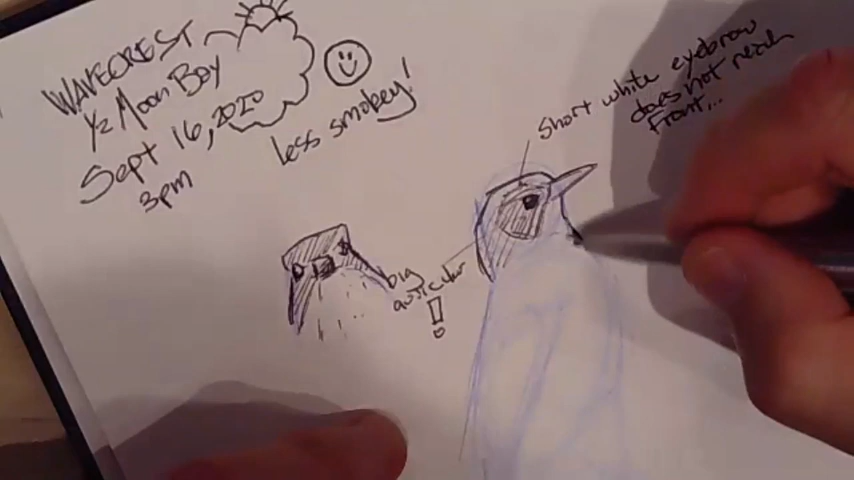 WAVECREST
1/2 Moon Bay
Sept 16, 2020
3pm
less smokey!
Short white eyebrow
does not reach
front...
big
auricular
!